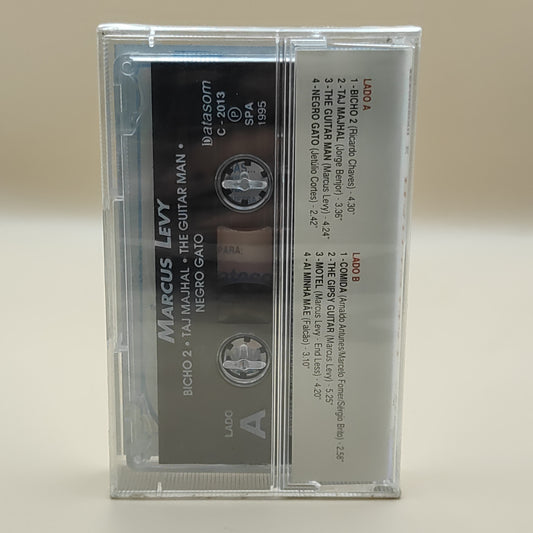 LADO A
1 - BICHO 2 (Ricardo Chaves) - 4.30"
2 - TAJ MAJHAL (Jorge Benjor) - 3.36"
3 - THE GUITAR MAN (Marcus Levy) - 4.24"
4 - NEGRO GATO (Jetúlio Cortes) - 2.42"
LADO B
1 - COMIDA (Arnaldo Antunes/Marcelo Fomer/Sérgio Brito) - 2.58"
2 - THE GIPSY GUITAR (Marcus Levy) - 5.25"
3 - MOTEL (Marcus Levy - End Less) - 4.20"
4 - AI MINHA MÃE (Falcão) - 3.10"
Datasom
C - 2013
P
SPA
1995
PARA:
MARCUS LEVY
BICHO 2 • TAJ MAJHAL • THE GUITAR MAN •
NEGRO GATO
LADO
A